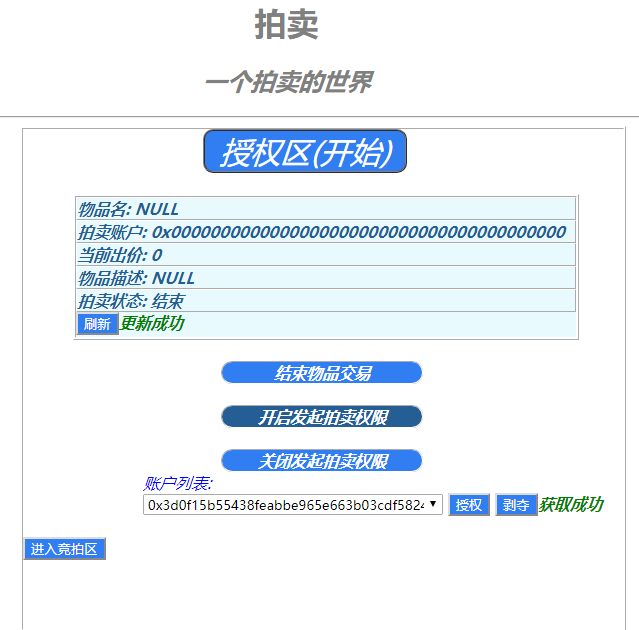 拍卖
一个拍卖的世界
授权区(开始)
物品名: NULL
拍卖账户: 0x0000000000000000000000000000000000000000
当前出价: 0
物品描述: NULL
拍卖状态: 结束
刷新 更新成功
结束物品交易
开启发起拍卖权限
关闭发起拍卖权限
账户列表:
0x3d0f15b55438feabbe965e663b03cdf5824 授权 剥夺 获取成功
进入竞拍区